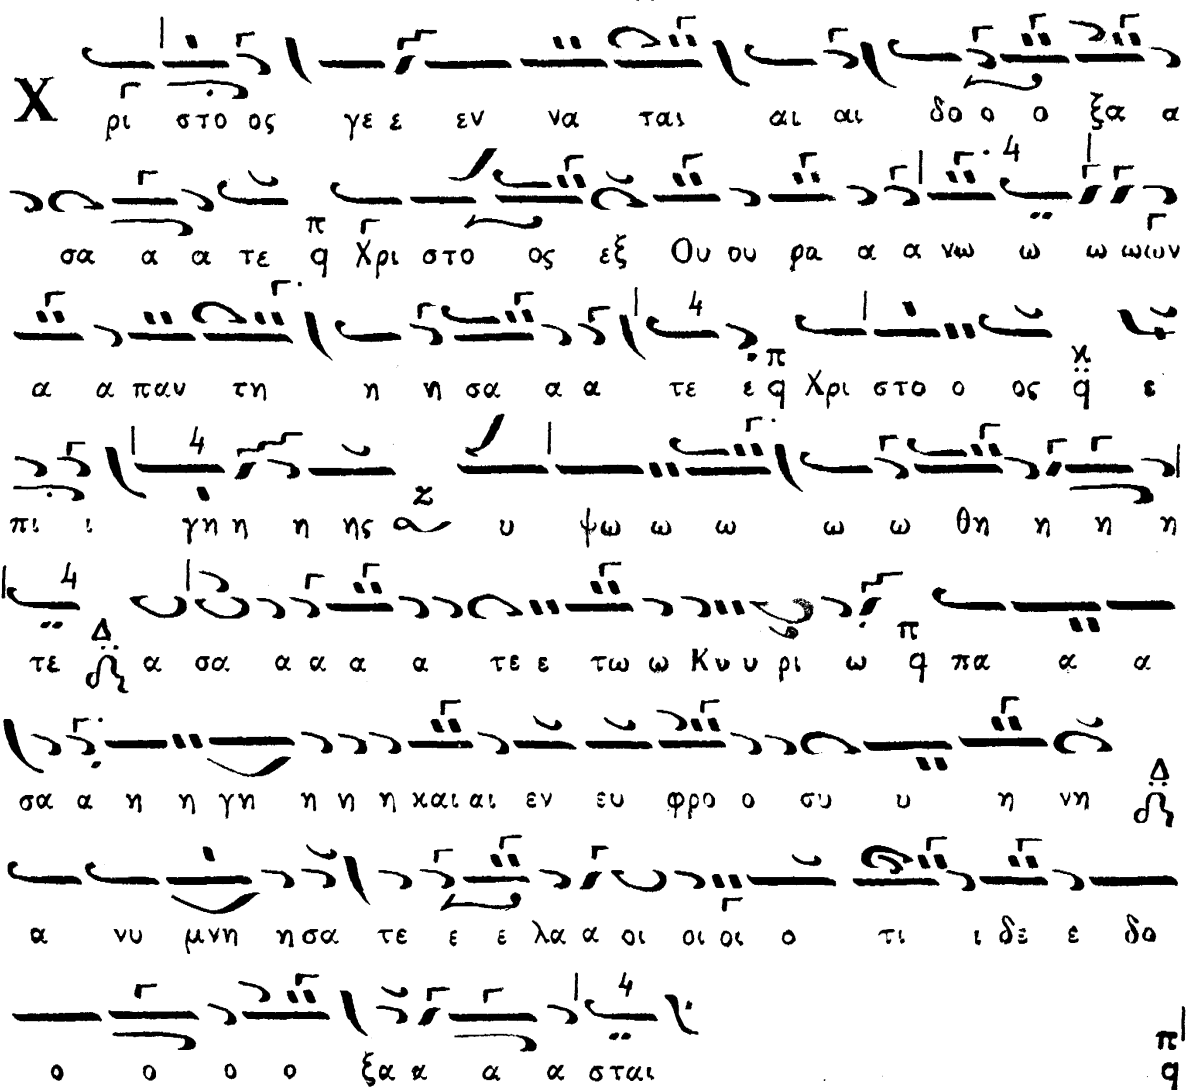 Χ ρι στο ος γε ε εν να ται αι αι δο ο ο ξα α
σα α α τε π q Χρι στο ος εξ Ου ου ρα α α νω ω ω ωων
α α παν τη η η σα α α τε ε π q Χρι στο ο ος κ q ε
πι ι γη η η ης Ζ υ ψω ω ω ω ω θη η η η
τε Δ α σα α α α α τε ε τω ω Κυ υ ρι ω π q πα α α
σα α η η γη η η η και αι εν ευ φρο ο συ υ η νη Δ
α νυ μνη η σα τε ε ε λα α οι οι οι ο τι ι δε ε δο
ο ο ο ο ξα α α α σται π q